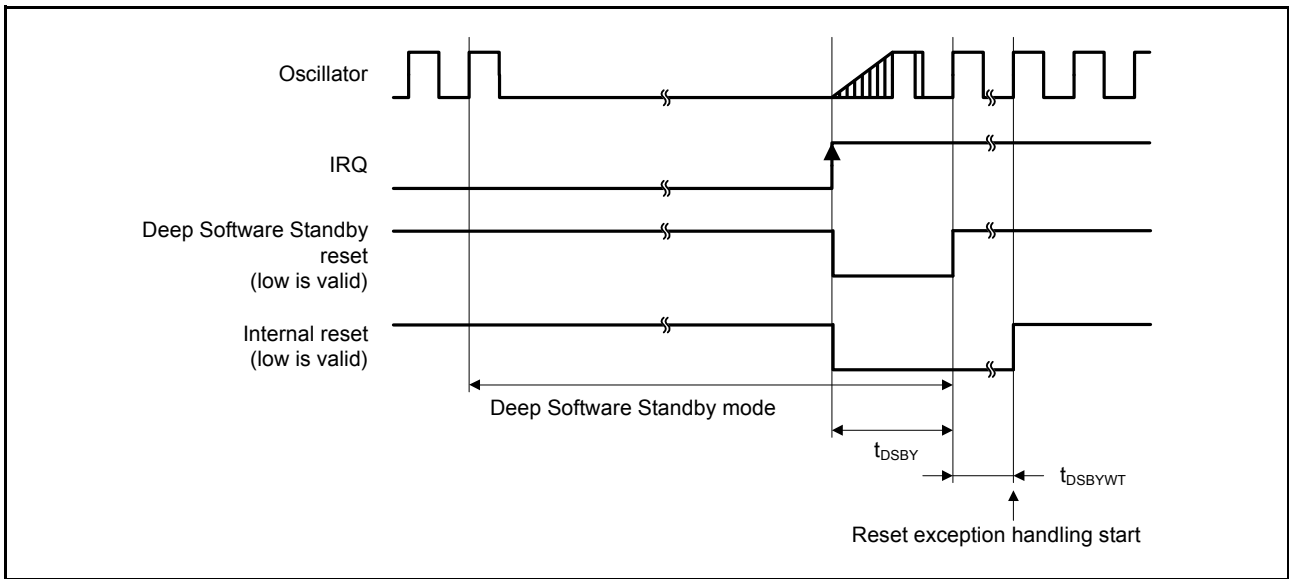 Oscillator
IRQ
Deep Software Standby
reset
(low is valid)
Internal reset
(low is valid)
Deep Software Standby mode
tDSBY
tDSBYWT
Reset exception handling start